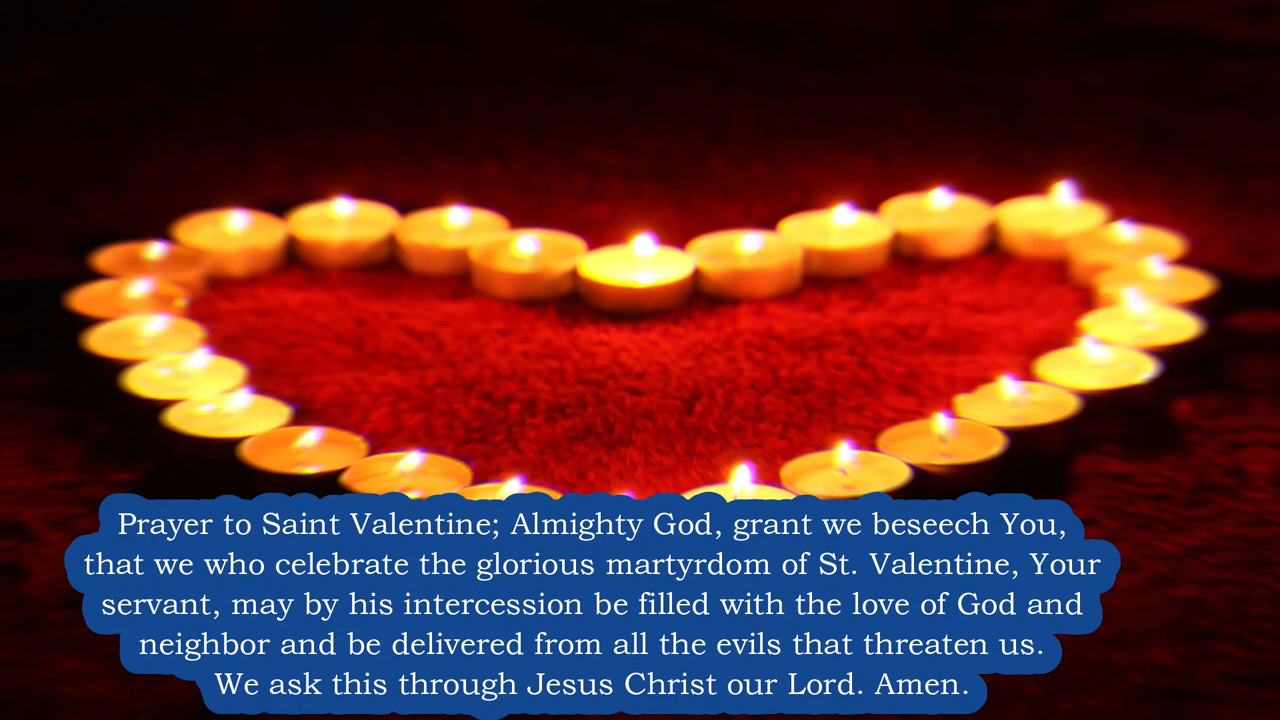 Prayer to Saint Valentine; Almighty God, grant we beseech You,
that we who celebrate the glorious martyrdom of St. Valentine, Your
servant, may by his intercession be filled with the love of God and
neighbor and be delivered from all the evils that threaten us.
We ask this through Jesus Christ our Lord. Amen.